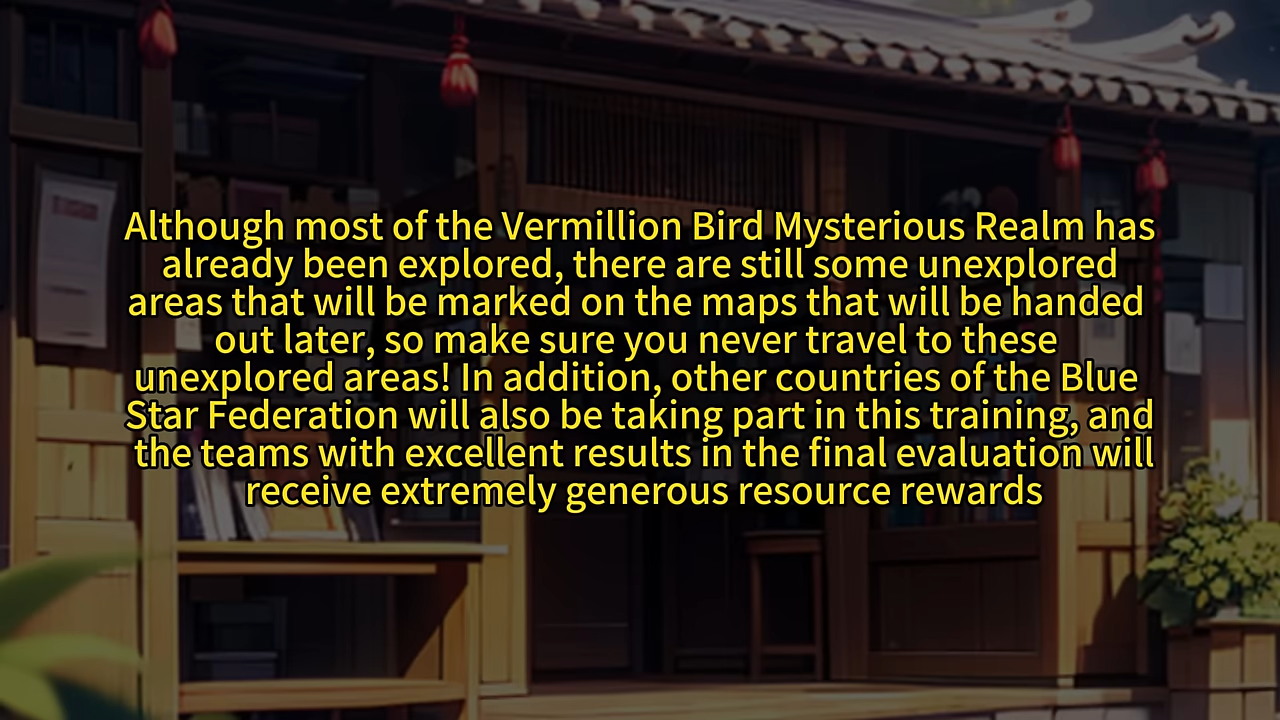 Although most of the Vermillion Bird Mysterious Realm has
already been explored, there are still some unexplored
areas that will be marked on the maps that will be handed
out later, so make sure you never travel to these
unexplored areas! In addition, other countries of the Blue
Star Federation will also be taking part in this training, and
the teams with excellent results in the final evaluation will
receive extremely generous resource rewards